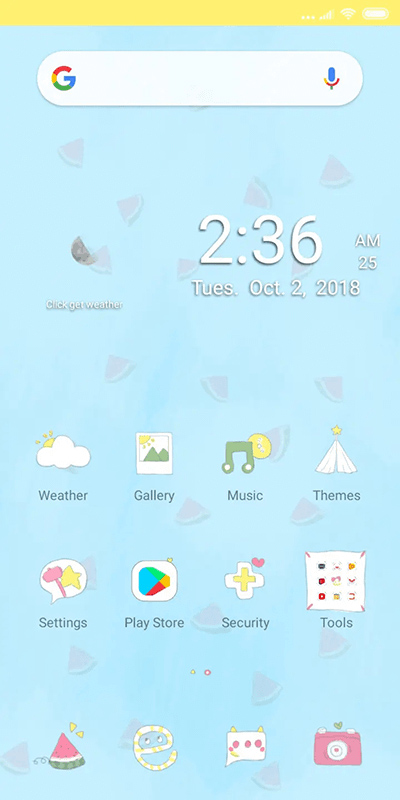 G
2:36
AM
25
Tues. Oct. 2, 2018
Click get weather
Weather
Gallery
Music
Themes
Settings
Play Store
Security
Tools